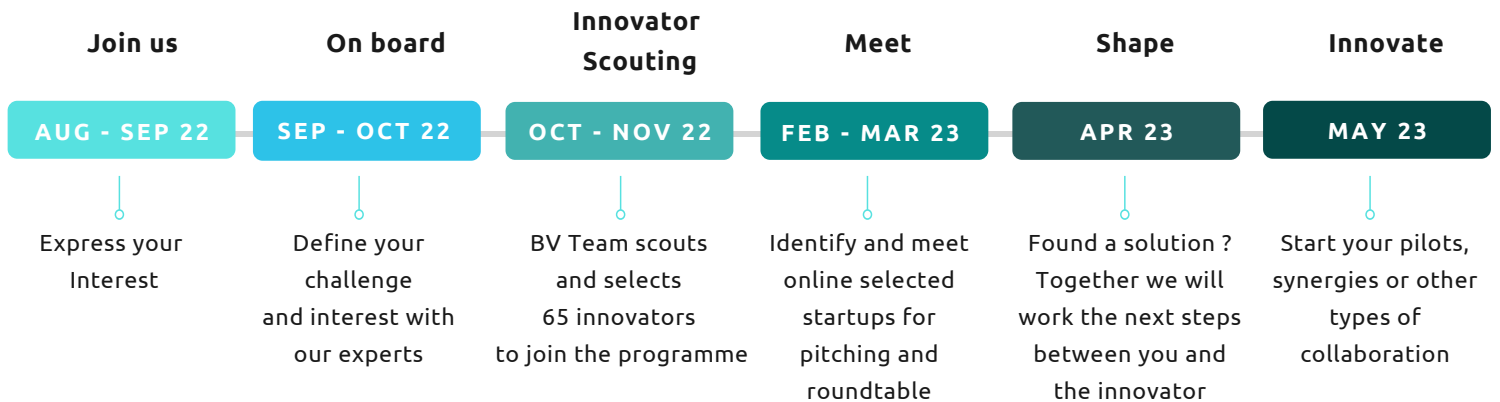 Join us
AUG - SEP 22
Express your
Interest
On board
SEP - OCT 22
Define your
challenge
and interest with
our experts
Innovator
Scouting
OCT - NOV 22
BV Team scouts
and selects
65 innovators
to join the programme
Meet
FEB - MAR 23
Identify and meet
online selected
startups for
pitching and
roundtable
Shape
APR 23
Found a solution ?
Together we will
work the next steps
between you and
the innovator
Innovate
MAY 23
Start your pilots,
synergies or other
types of
collaboration